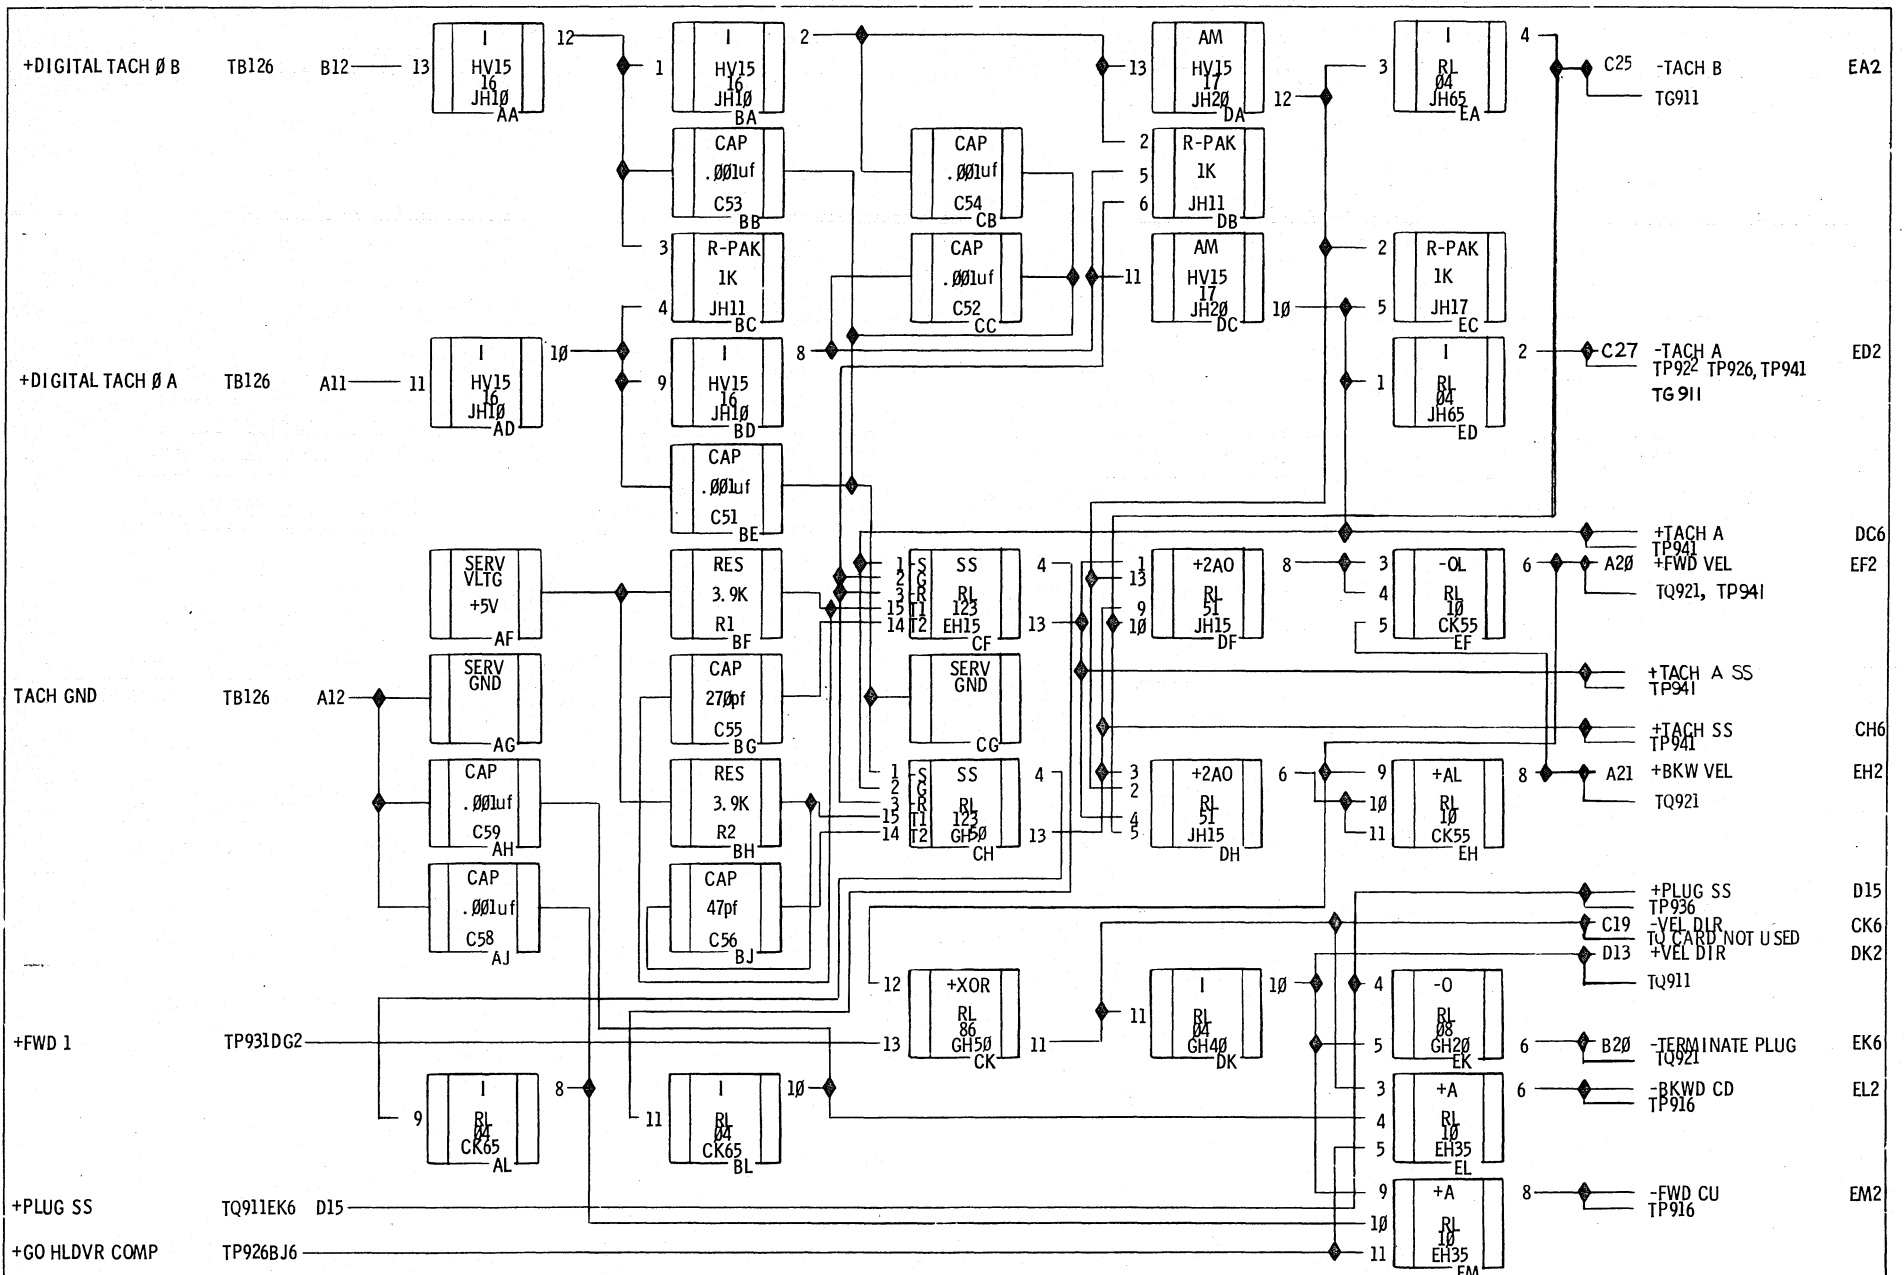 +DIGITAL TACH Ø B TB126 B12 13
I
HV15
16
JH1Ø
AA
12
1
I
HV15
16
JH1Ø
BA
2
13
AM
HV15
17
JH2Ø
DA
12
3
I
RL
Ø4
JH65
EA
4
C25 -TACH B EA2
TG911
CAP
.ØØ1uf
C53
BB
CAP
.ØØ1uf
C54
CB
2
5
6
R-PAK
1K
JH11
DB
3
4
R-PAK
1K
JH11
BC
CAP
.ØØ1uf
C52
CC
11
AM
HV15
17
JH2Ø
DC
1Ø
2
5
R-PAK
1K
JH17
EC
+DIGITAL TACH Ø A TB126 A11 11
I
HV15
16
JH1Ø
AD
1Ø
9
I
HV15
16
JH1Ø
BD
8
1
I
RL
Ø4
JH65
ED
2
C27 -TACH A ED2
TP922 TP926, TP941
TG911
CAP
.ØØ1uf
C51
BE
+TACH A DC6
TP941
SERV
VLTG
+5V
AF
RES
3.9K
R1
BF
1 -S
2 G
3 -R
15 T1
14 T2
SS
RL
123
EH15
CF
4
13
1
13
9
1Ø
+2AO
RL
51
JH15
DF
8
3
4
5
-OL
RL
1Ø
CK55
EF
6
A2Ø +FWD VEL EF2
TQ921, TP941
TACH GND TB126 A12
SERV
GND
AG
CAP
27Øpf
C55
BG
SERV
GND
CG
+TACH A SS
TP941
+TACH SS CH6
TP941
CAP
.ØØ1uf
C59
AH
RES
3.9K
R2
BH
1 -S
2 G
3 -R
15 T1
14 T2
SS
RL
123
GH5Ø
CH
4
13
3
2
4
5
+2AO
RL
51
JH15
DH
6
9
1Ø
11
+AL
RL
1Ø
CK55
EH
8
A21 +BKW VEL EH2
TQ921
CAP
.ØØ1uf
C58
AJ
CAP
47pf
C56
BJ
+PLUG SS D15
TP936
C19 -VEL DIR CK6
TQ CARD NOT USED
D13 +VEL DIR DK2
TQ911
+FWD 1 TP931DG2
12
13
+XOR
RL
86
GH5Ø
CK
11
11
I
RL
Ø4
GH4Ø
DK
1Ø
4
5
-O
RL
Ø8
GH2Ø
EK
6
B2Ø -TERMINATE PLUG EK6
TQ921
9
I
RL
Ø4
CK65
AL
8
11
I
RL
Ø4
CK65
BL
1Ø
3
4
5
+A
RL
1Ø
EH35
EL
6
-BKWD CD EL2
TP916
+PLUG SS TQ911EK6 D15
+GO HLDVR COMP TP926BJ6
9
1Ø
11
+A
RL
1Ø
EH35
EM
8
-FWD CU EM2
TP916